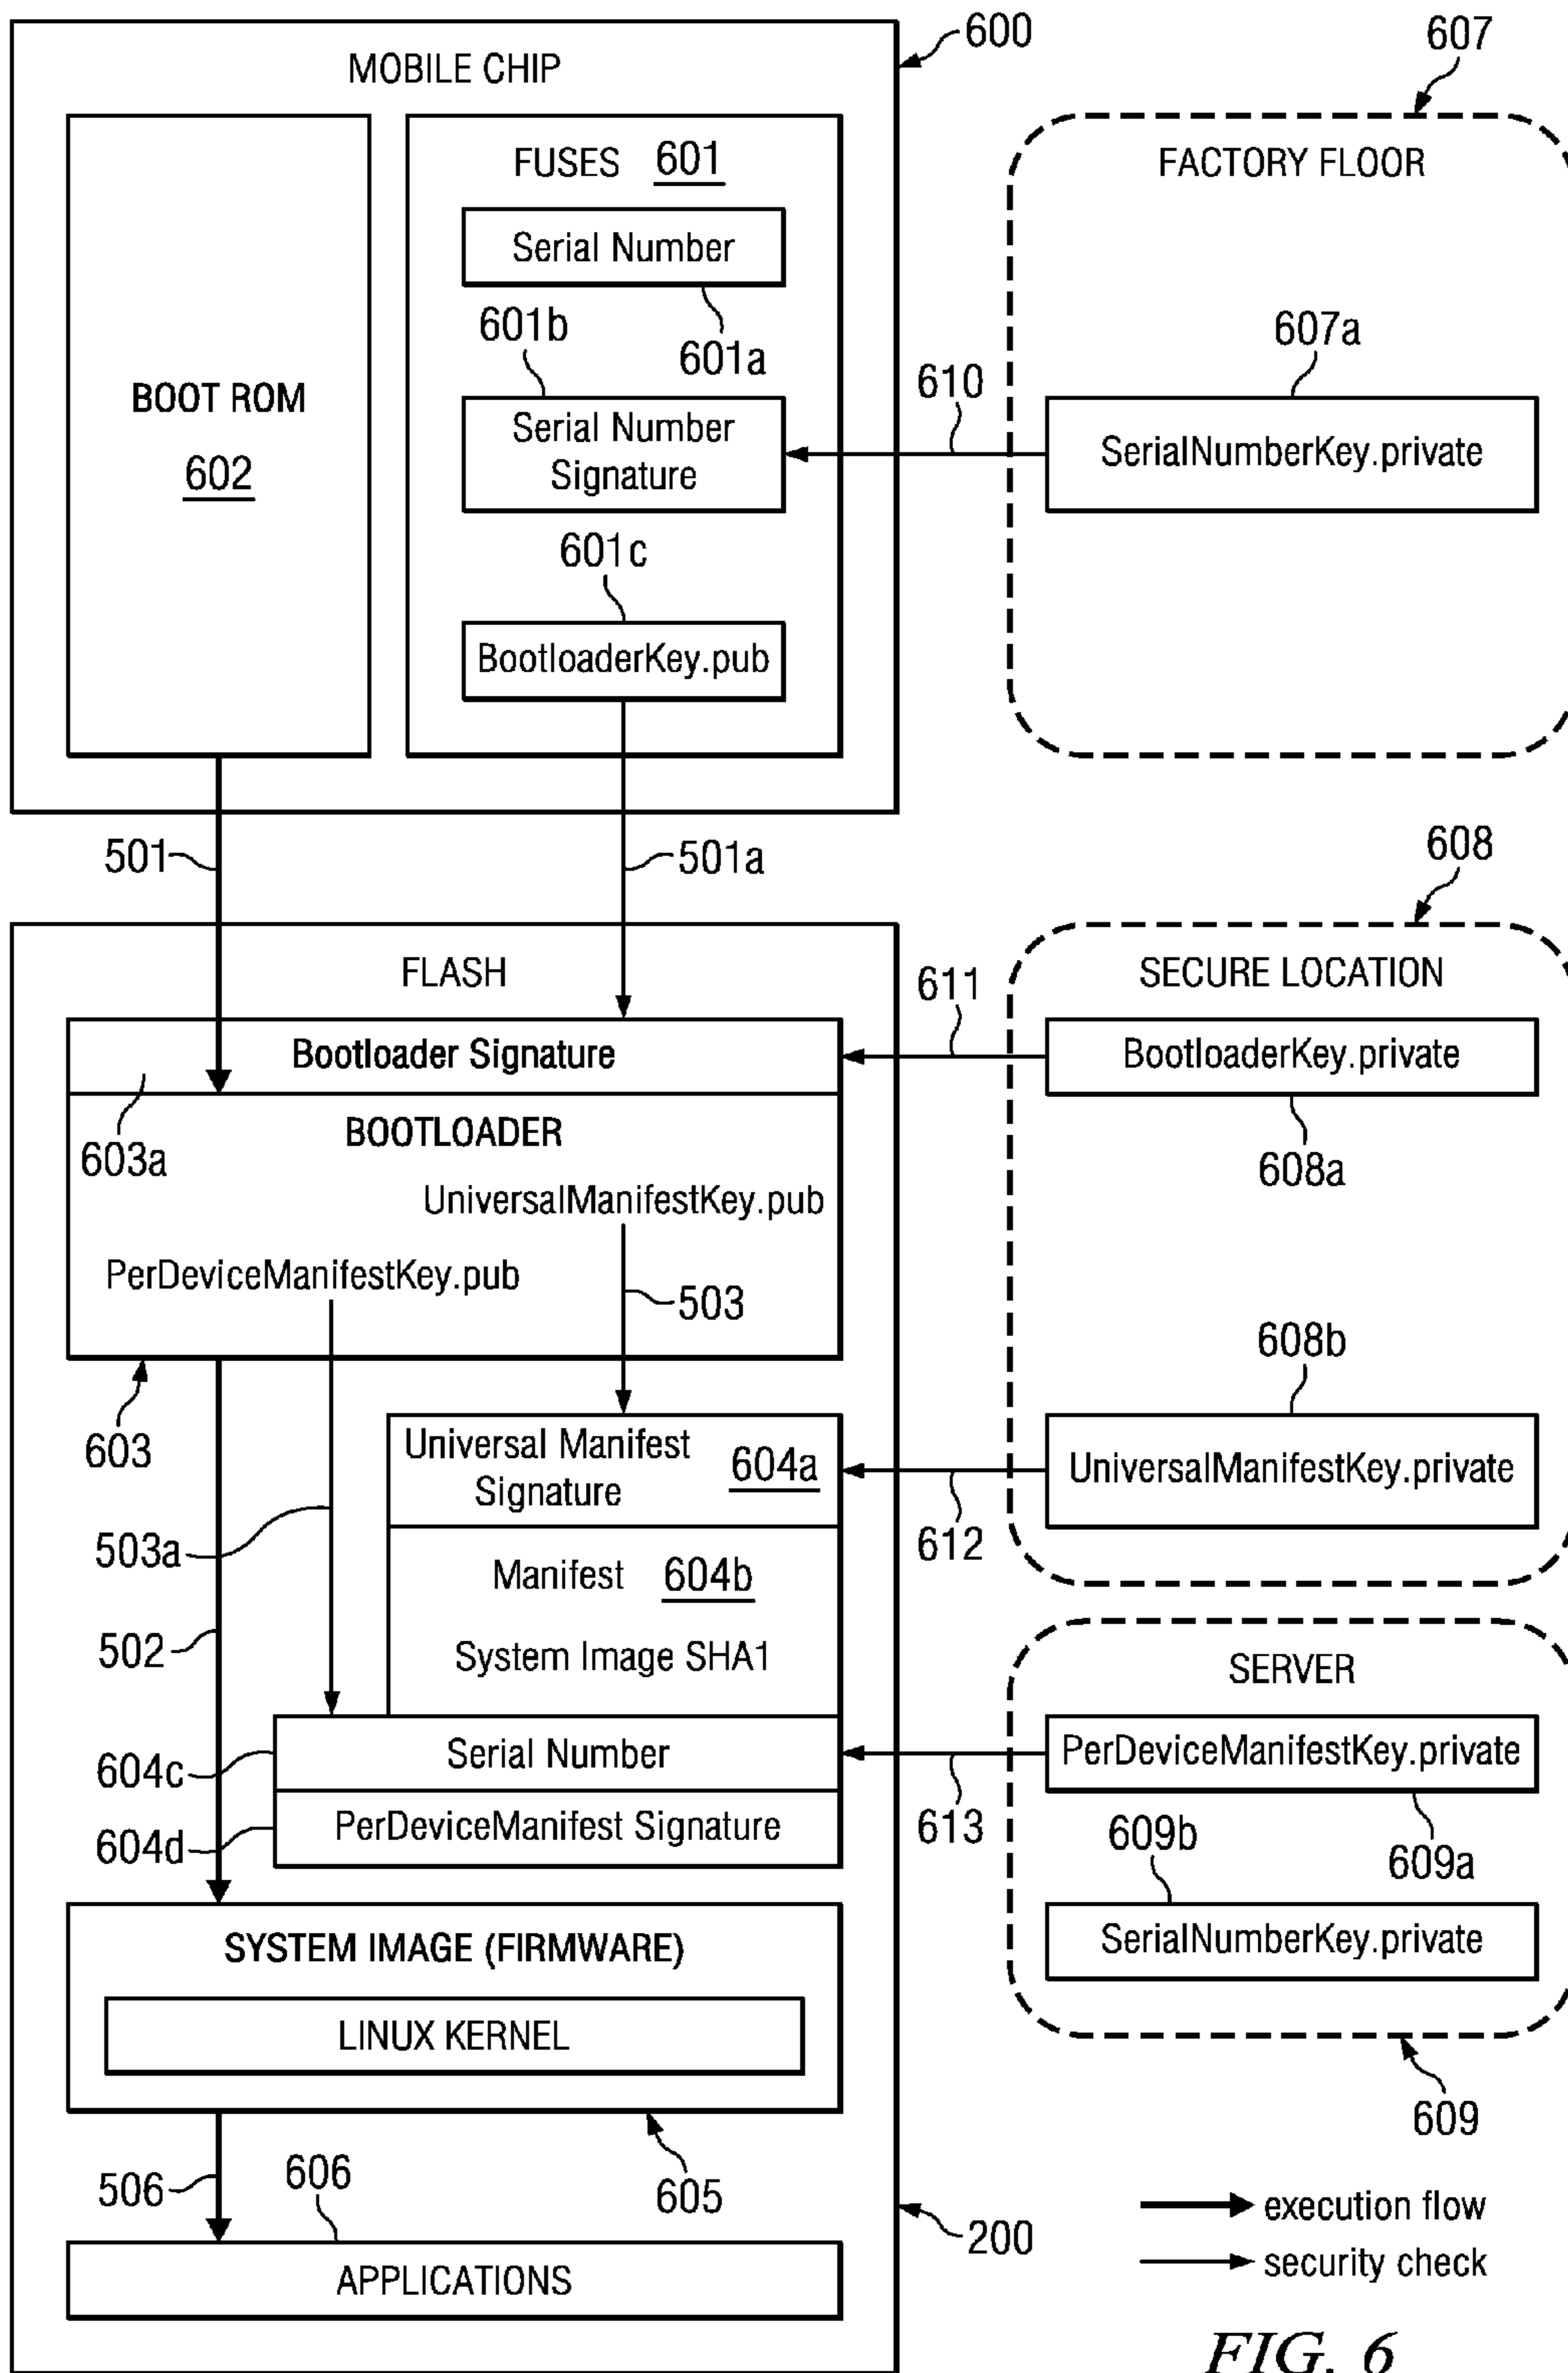 MOBILE CHIP
600
BOOT ROM
602
FUSES 601
Serial Number
601a
601b
Serial Number
Signature
601c
BootloaderKey.pub
607
FACTORY FLOOR
607a
SerialNumberKey.private
610
501
501a
FLASH
Bootloader Signature
603a
BOOTLOADER
UniversalManifestKey.pub
PerDeviceManifestKey.pub
503
603
611
608
SECURE LOCATION
BootloaderKey.private
608a
608b
UniversalManifestKey.private
612
Universal Manifest
Signature
604a
503a
Manifest 604b
System Image SHA1
502
604c
Serial Number
604d
PerDeviceManifest Signature
613
SERVER
PerDeviceManifestKey.private
609b
609a
SerialNumberKey.private
609
SYSTEM IMAGE (FIRMWARE)
LINUX KERNEL
605
506
606
APPLICATIONS
200
execution flow
security check
FIG. 6